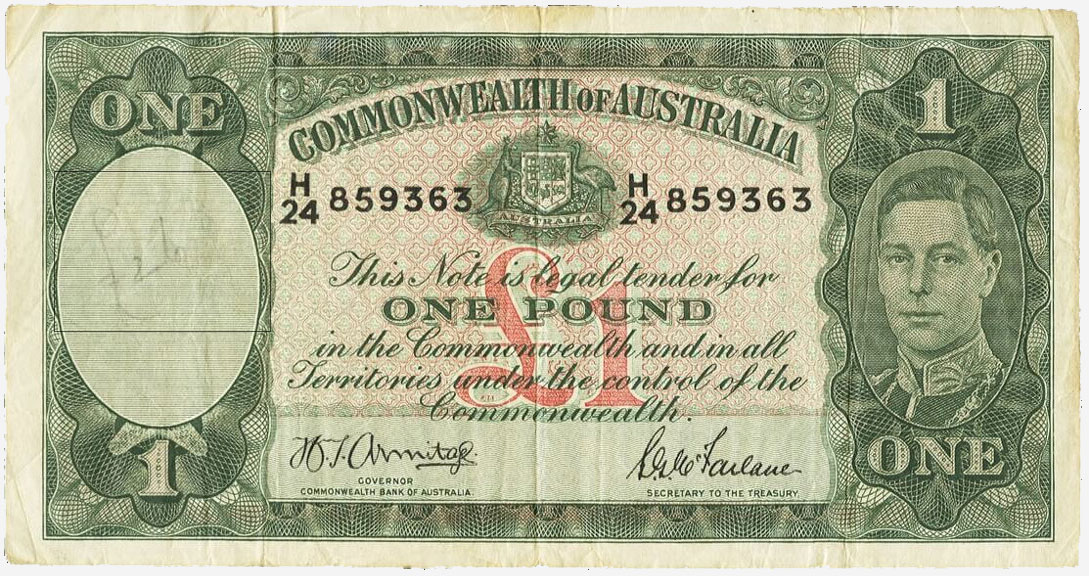 ONE
1
COMMONWEALTH OF AUSTRALIA
H
24 859363
H
24 859363
AUSTRALIA
This Note is legal tender for
ONE POUND
in the Commonwealth and in all
Territories under the control of the
Commonwealth.
£1
H.T. Armitage.
S.G. McFarlane
GOVERNOR
COMMONWEALTH BANK OF AUSTRALIA.
SECRETARY TO THE TREASURY.
1
ONE